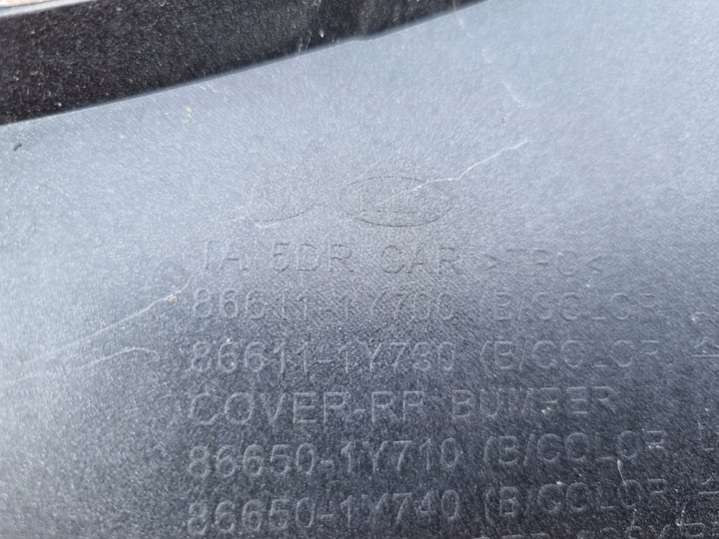 KIA
TA 5DR CAR >TPO<
86611-1Y700 (B/COLOR
86611-1Y730 (B/COLOR
COVER-RR BUMPER
86650-1Y710 (B/COLOR
86650-1Y740 (B/COLOR